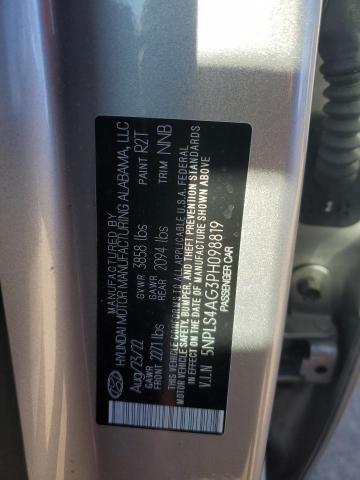 MANUFACTURED BY
HYUNDAI MOTOR MANUFACTURING ALABAMA, LLC
Aug/23/22 GVWR 3858 lbs PAINT R2T
GAWR FRONT 2271 lbs GAWR REAR 2094 lbs TRIM NNB
THIS VEHICLE CONFORMS TO ALL APPLICABLE U.S.A. FEDERAL
MOTOR VEHICLE SAFETY, BUMPER, AND THEFT PREVENTION STANDARDS
IN EFFECT ON THE DATE OF MANUFACTURE SHOWN ABOVE.
V.I.N 5NPLS4AG3PH098819
PASSENGER CAR